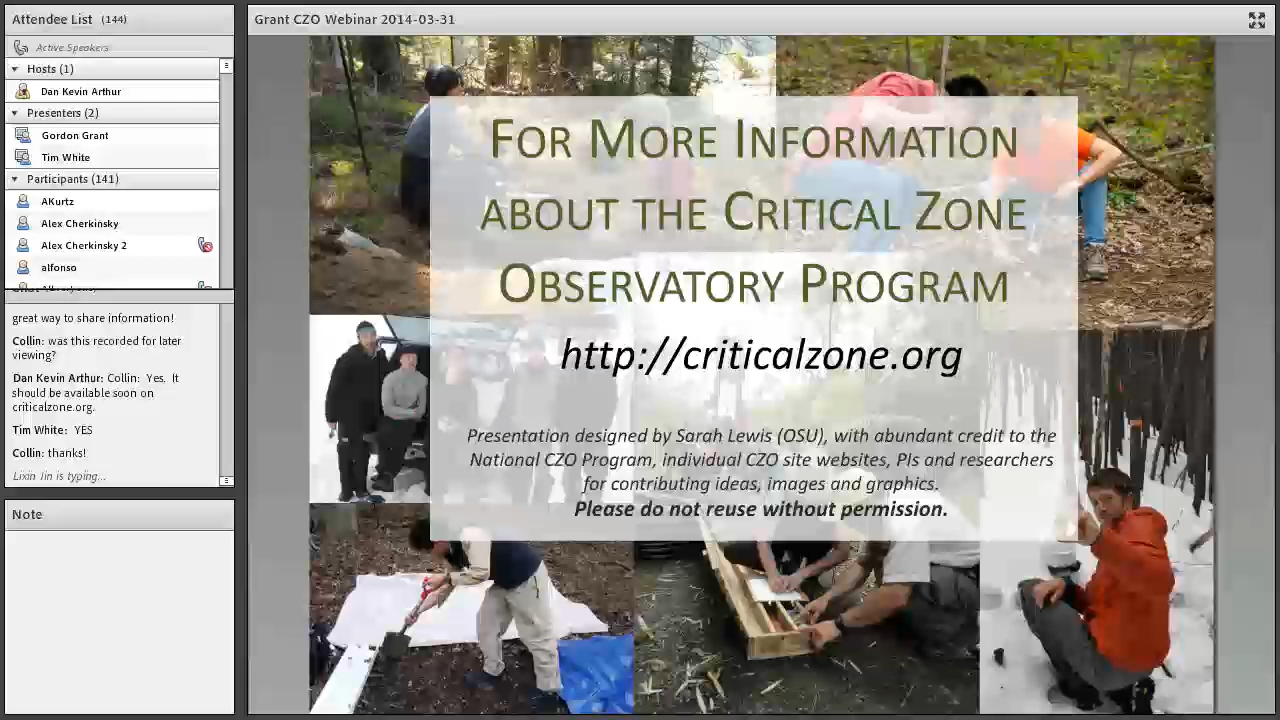 Attendee List (144)
Active Speakers
Hosts (1)
Dan Kevin Arthur
Presenters (2)
Gordon Grant
Tim White
Participants (141)
AKurtz
Alex Cherkinsky
Alex Cherkinsky 2
alfonso
great way to share information!
Collin: was this recorded for later
viewing?
Dan Kevin Arthur: Collin: Yes. It
should be available soon on
criticalzone.org.
Tim White: YES
Collin: thanks!
Lixin Jin is typing...
Note
Grant CZO Webinar 2014-03-31
FOR MORE INFORMATION
ABOUT THE CRITICAL ZONE
OBSERVATORY PROGRAM
http://criticalzone.org
Presentation designed by Sarah Lewis (OSU), with abundant credit to the
National CZO Program, individual CZO site websites, PIs and researchers
for contributing ideas, images and graphics.
Please do not reuse without permission.